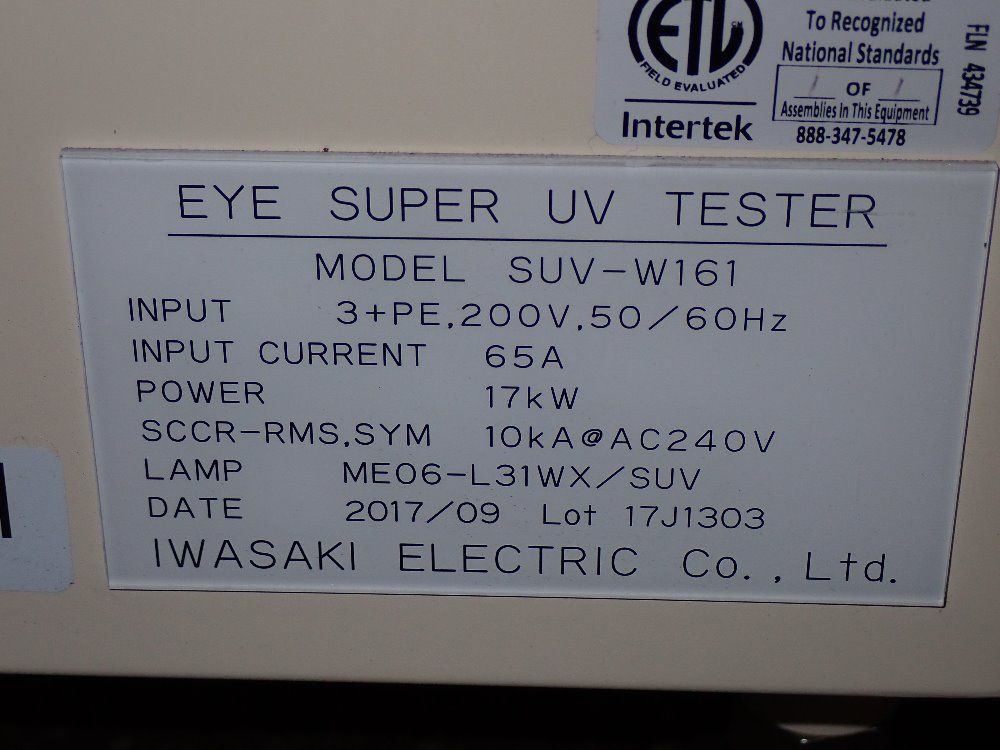 ETL
CM
FIELD EVALUATED
Intertek
To Recognized
National Standards
1 OF 1
Assemblies In This Equipment
888-347-5478
FLN 434739
EYE SUPER UV TESTER
MODEL SUV-W161
INPUT 3+PE,200V,50/60Hz
INPUT CURRENT 65A
POWER 17kW
SCCR-RMS,SYM 10kA@AC240V
LAMP ME06-L31WX/SUV
DATE 2017/09 Lot 17J1303
IWASAKI ELECTRIC Co., Ltd.